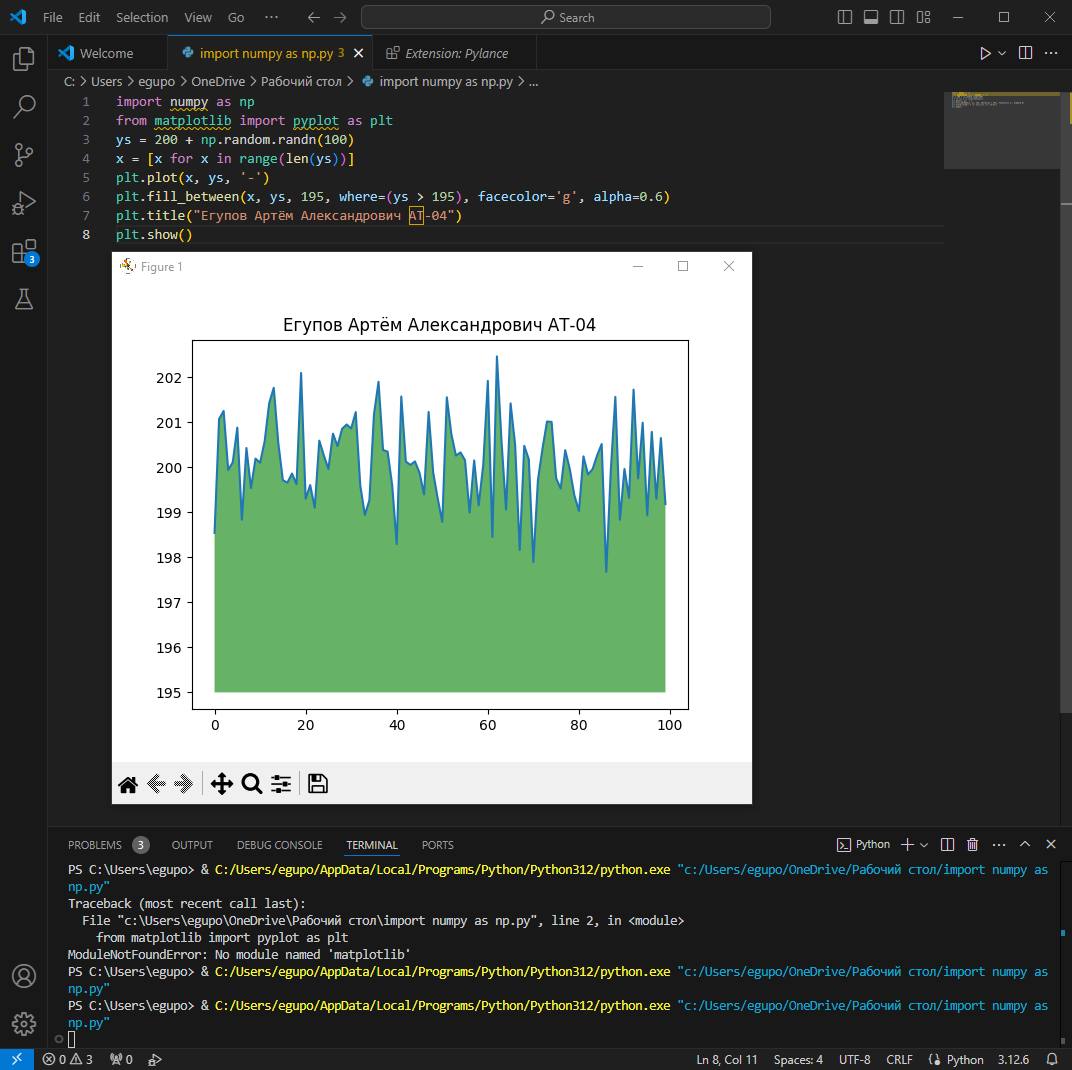 File Edit Selection View Go ··· Search
Welcome import numpy as np.py 3 Extension: Pylance
C: > Users > egupo > OneDrive > Рабочий стол > import numpy as np.py > ...
1 import numpy as np
2 from matplotlib import pyplot as plt
3 ys = 200 + np.random.randn(100)
4 x = [x for x in range(len(ys))]
5 plt.plot(x, ys, '-')
6 plt.fill_between(x, ys, 195, where=(ys > 195), facecolor='g', alpha=0.6)
7 plt.title("Егупов Артём Александрович АТ-04")
8 plt.show()
3
Figure 1
Егупов Артём Александрович АТ-04
202
201
200
199
198
197
196
195
0 20 40 60 80 100
PROBLEMS 3 OUTPUT DEBUG CONSOLE TERMINAL PORTS Python
PS C:\Users\egupo> & C:/Users/egupo/AppData/Local/Programs/Python/Python312/python.exe "c:/Users/egupo/OneDrive/Рабочий стол/import numpy as
np.py"
Traceback (most recent call last):
File "c:\Users\egupo\OneDrive\Рабочий стол\import numpy as np.py", line 2, in <module>
from matplotlib import pyplot as plt
ModuleNotFoundError: No module named 'matplotlib'
PS C:\Users\egupo> & C:/Users/egupo/AppData/Local/Programs/Python/Python312/python.exe "c:/Users/egupo/OneDrive/Рабочий стол/import numpy as
np.py"
PS C:\Users\egupo> & C:/Users/egupo/AppData/Local/Programs/Python/Python312/python.exe "c:/Users/egupo/OneDrive/Рабочий стол/import numpy as
np.py"
0 3 0 Ln 8, Col 11 Spaces: 4 UTF-8 CRLF Python 3.12.6